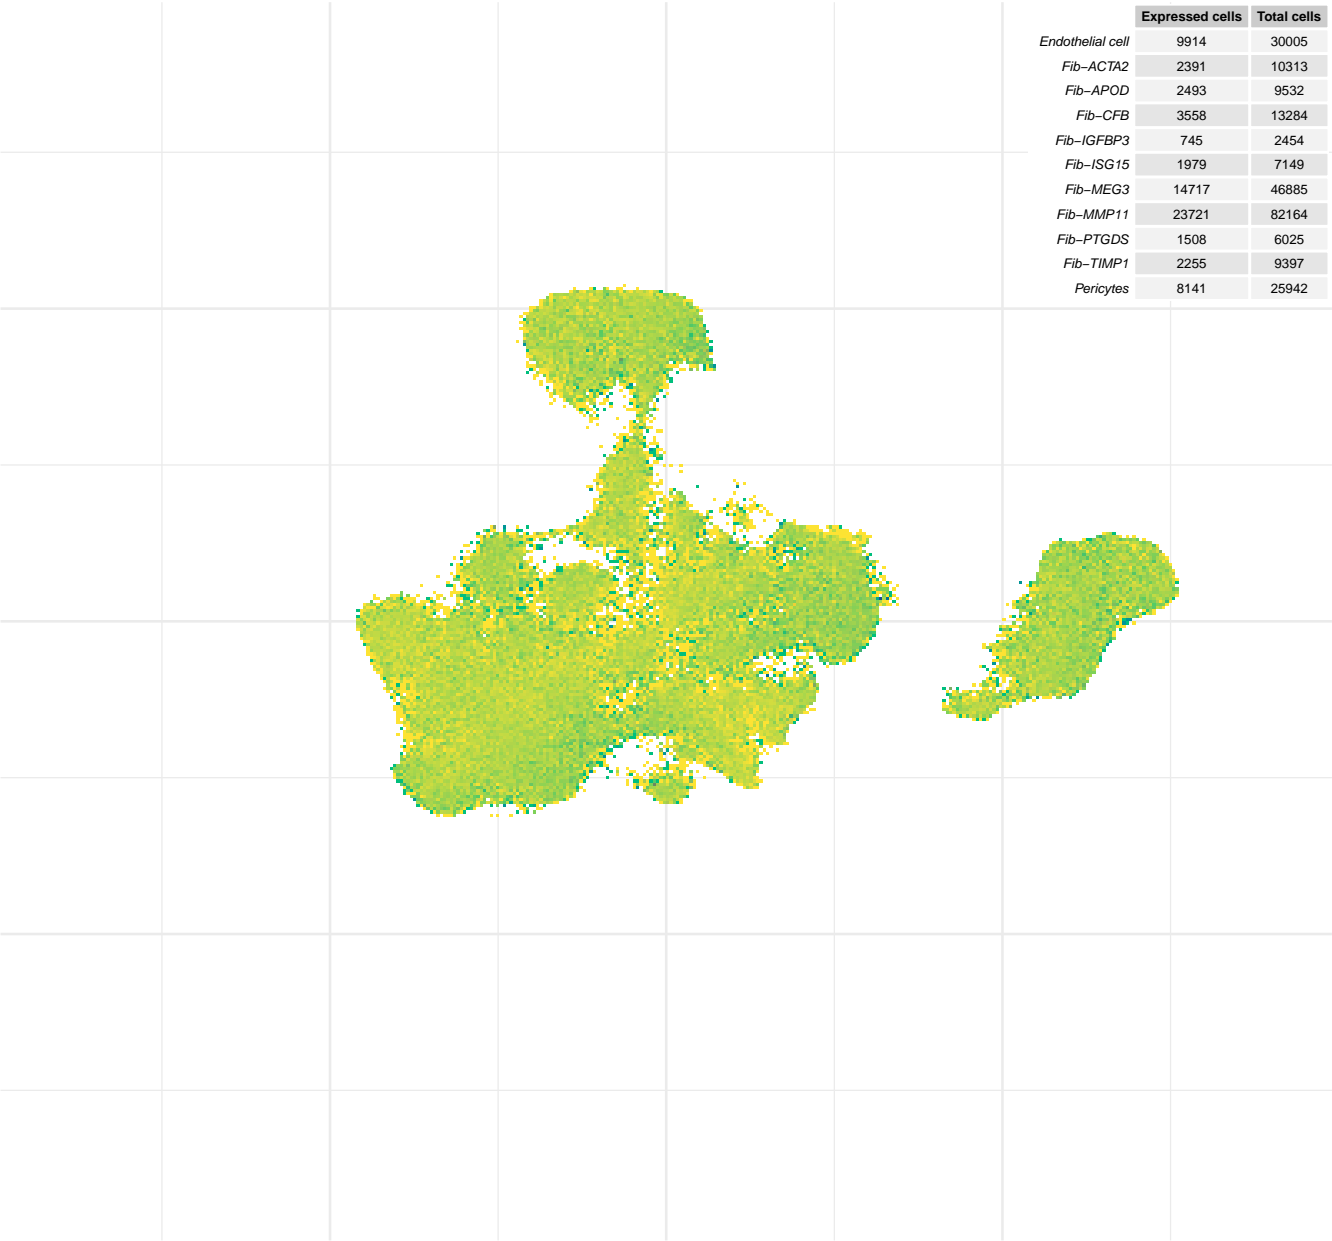 Expressed cells Total cells
Endothelial cell 9914 30005
Fib−ACTA2 2391 10313
Fib−APOD 2493 9532
Fib−CFB 3558 13284
Fib−IGFBP3 745 2454
Fib−ISG15 1979 7149
Fib−MEG3 14717 46885
Fib−MMP11 23721 82164
Fib−PTGDS 1508 6025
Fib−TIMP1 2255 9397
Pericytes 8141 25942